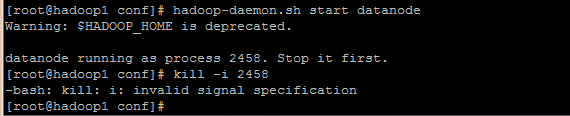 [root@hadoop1 conf]# hadoop-daemon.sh start datanode
Warning: $HADOOP_HOME is deprecated.
datanode running as process 2458. Stop it first.
[root@hadoop1 conf]# kill -i 2458
-bash: kill: i: invalid signal specification
[root@hadoop1 conf]#